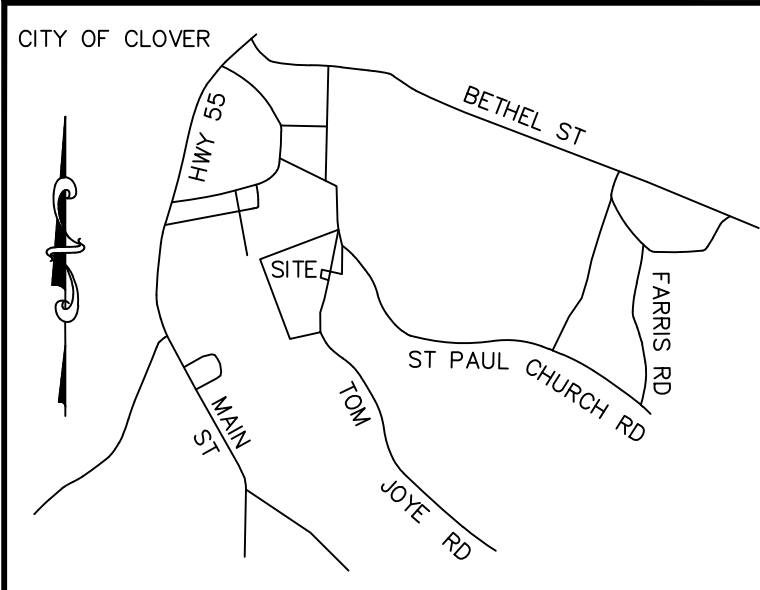 CITY OF CLOVER
BETHEL ST
HWY 55
SITE
FARRIS RD
ST PAUL CHURCH RD
TOM JOYE RD
MAIN
ST